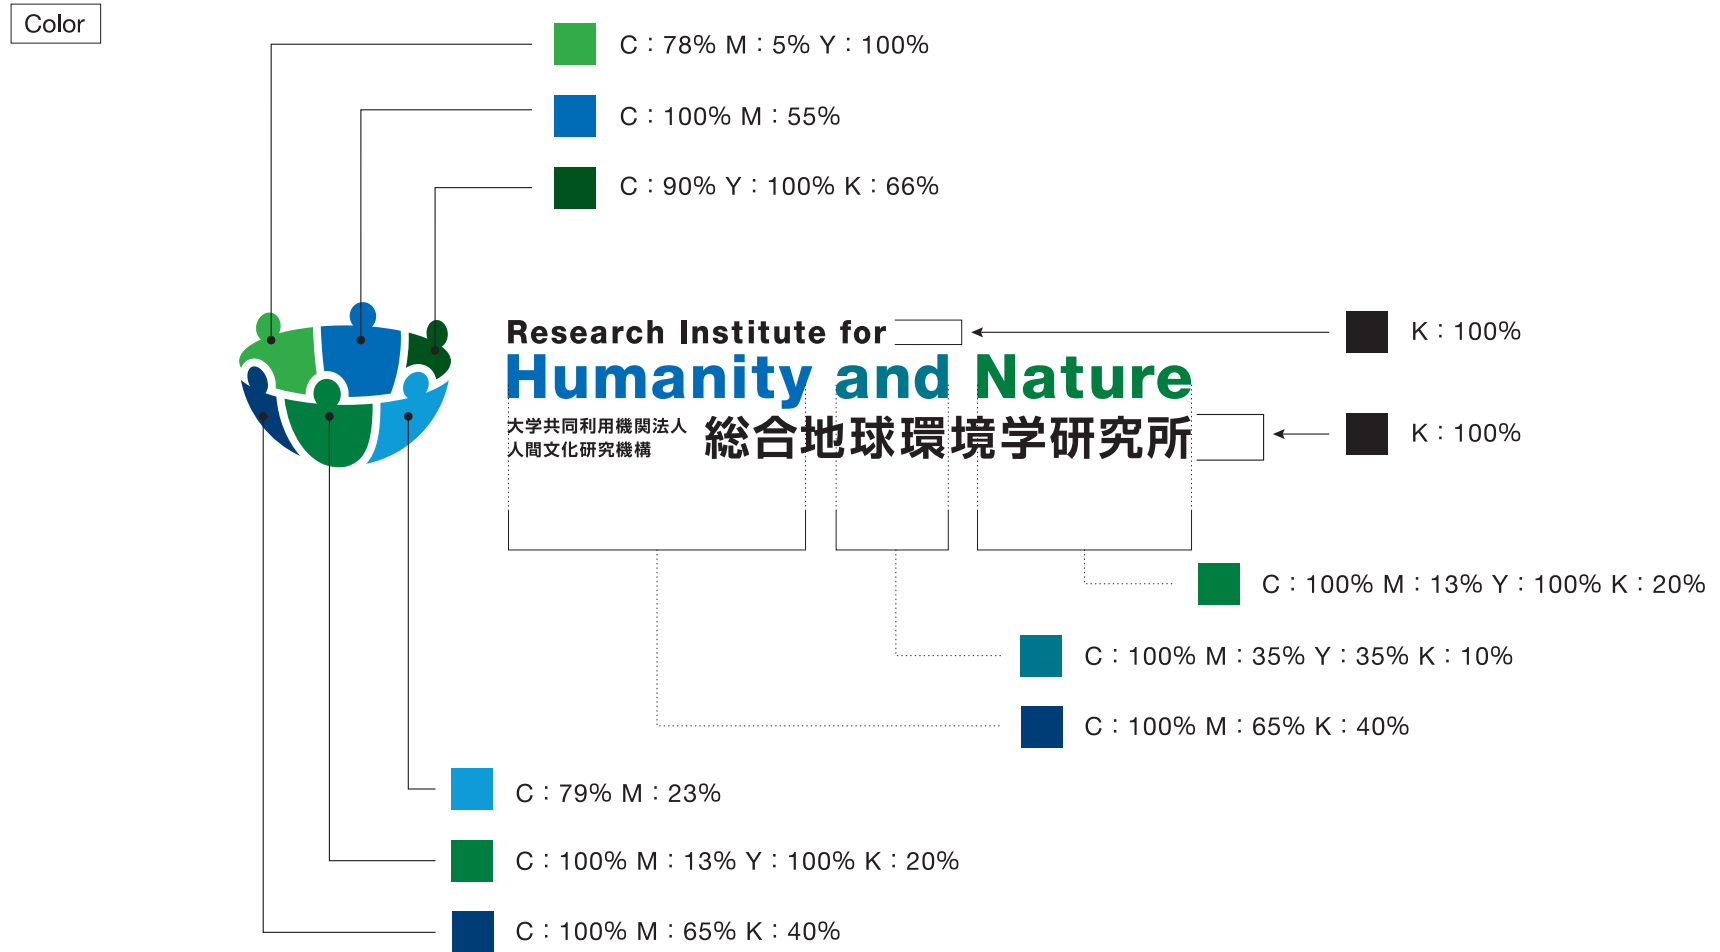 Color
C：78% M：5% Y：100%
C：100% M：55%
C：90% Y：100% K：66%
Research Institute for
K：100%
Humanity and Nature
大学共同利用機関法人
人間文化研究機構
総合地球環境学研究所
K：100%
C：100% M：13% Y：100% K：20%
C：100% M：35% Y：35% K：10%
C：100% M：65% K：40%
C：79% M：23%
C：100% M：13% Y：100% K：20%
C：100% M：65% K：40%